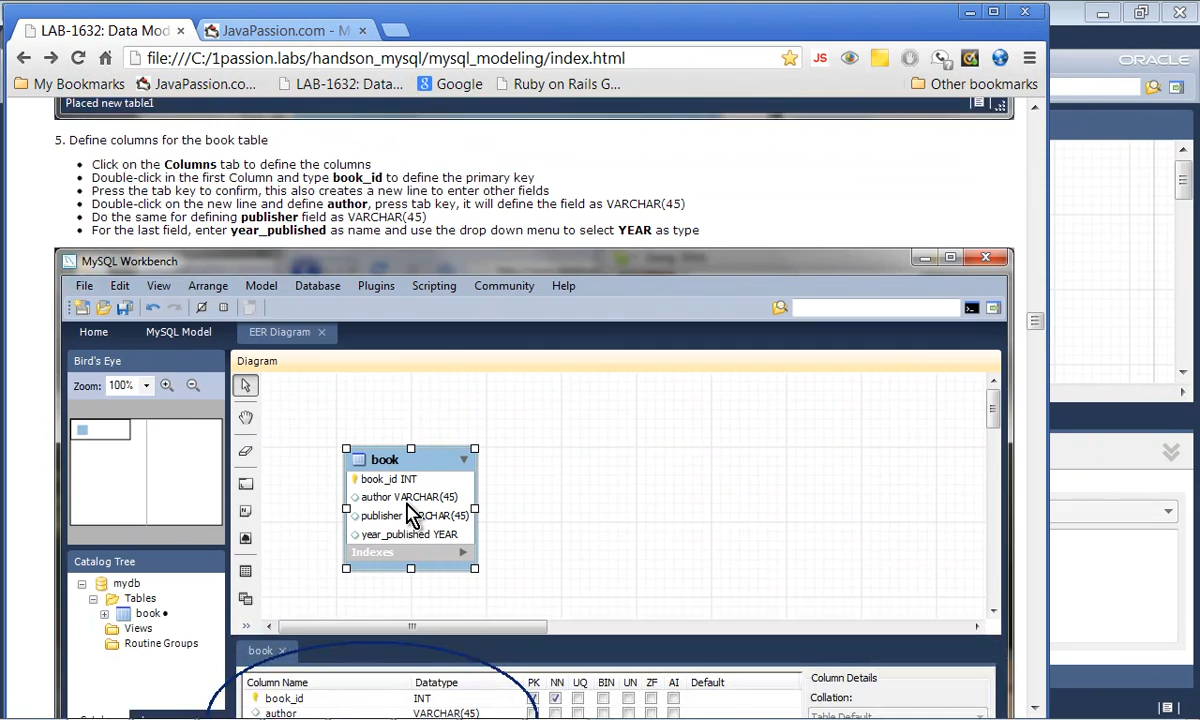 LAB-1632: Data Mod
JavaPassion.com - M
ORACLE
file:///C:/1passion.labs/handson_mysql/mysql_modeling/index.html
JS
My Bookmarks
JavaPassion.co...
LAB-1632: Data...
Google
Ruby on Rails G...
Other bookmarks
Placed new table1
5. Define columns for the book table
Click on the Columns tab to define the columns
Double-click in the first Column and type book_id to define the primary key
Press the tab key to confirm, this also creates a new line to enter other fields
Double-click on the new line and define author, press tab key, it will define the field as VARCHAR(45)
Do the same for defining publisher field as VARCHAR(45)
For the last field, enter year_published as name and use the drop down menu to select YEAR as type
MySQL Workbench
File Edit View Arrange Model Database Plugins Scripting Community Help
Home MySQL Model EER Diagram
Bird's Eye
Diagram
Zoom: 100%
book
book_id INT
author VARCHAR(45)
publisher RCHAR(45)
year_published YEAR
Indexes
Catalog Tree
mydb
Tables
book
Views
Routine Groups
book
Column Name Datatype PK NN UQ BIN UN ZF AI Default
Column Details
book_id INT
Collation:
author VARCHAR(45)
Table Default